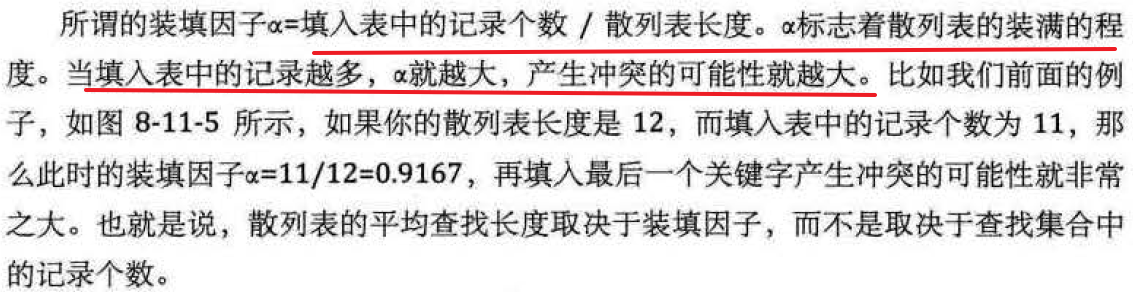 所谓的装填因子α=填入表中的记录个数 / 散列表长度。α标志着散列表的装满的程
度。当填入表中的记录越多，α就越大，产生冲突的可能性就越大。比如我们前面的例
子，如图 8-11-5 所示，如果你的散列表长度是 12，而填入表中的记录个数为 11，那
么此时的装填因子α=11/12=0.9167，再填入最后一个关键字产生冲突的可能性就非常
之大。也就是说，散列表的平均查找长度取决于装填因子，而不是取决于查找集合中
的记录个数。